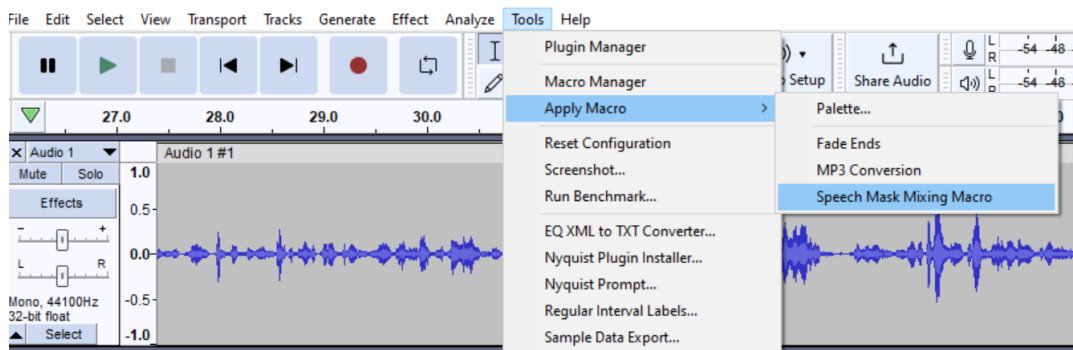 File Edit Select View Transport Tracks Generate Effect Analyze Tools Help
Plugin Manager
Macro Manager
Apply Macro
Reset Configuration
Screenshot...
Run Benchmark...
EQ XML to TXT Converter...
Nyquist Plugin Installer...
Nyquist Prompt...
Regular Interval Labels...
Sample Data Export...
Palette...
Fade Ends
MP3 Conversion
Speech Mask Mixing Macro
Setup
Share Audio
L
R
-54 -48
L
-54 -48
27.0 28.0 29.0 30.0
Audio 1
Audio 1 #1
Mute Solo
Effects
- +
L R
Mono, 44100Hz
32-bit float
Select
1.0
0.5
0.0
-0.5
-1.0